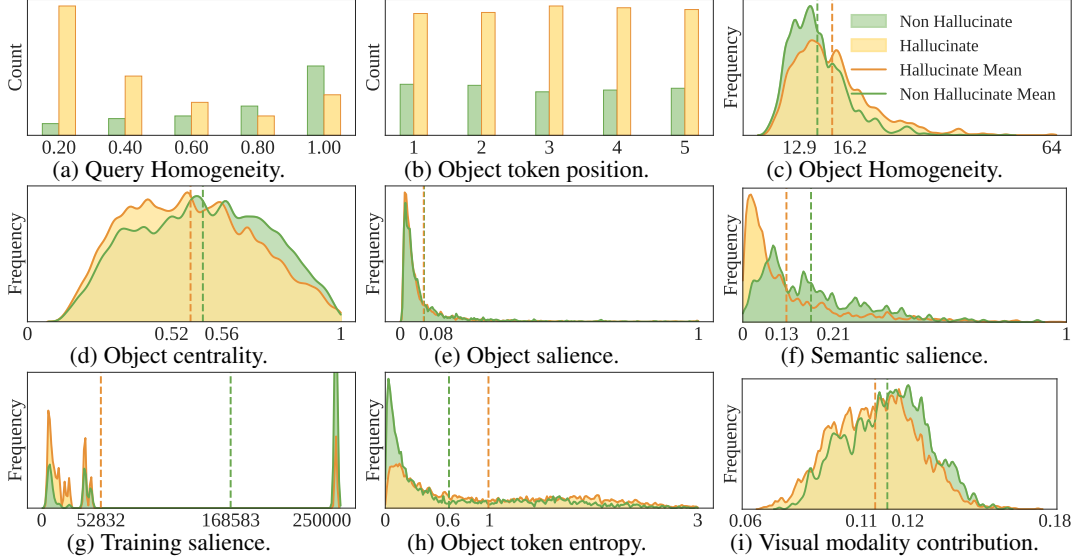 Count
0.20 0.40 0.60 0.80 1.00
(a) Query Homogeneity.
Count
1 2 3 4 5
(b) Object token position.
Frequency
Non Hallucinate
Hallucinate
Hallucinate Mean
Non Hallucinate Mean
12.9 16.2 64
(c) Object Homogeneity.
Frequency
0 0.52 0.56 1
(d) Object centrality.
Frequency
0 0.08 1
(e) Object salience.
Frequency
0 0.13 0.21 1
(f) Semantic salience.
Frequency
0 52832 168583 250000
(g) Training salience.
Frequency
0 0.6 1 3
(h) Object token entropy.
Frequency
0.06 0.11 0.12 0.18
(i) Visual modality contribution.